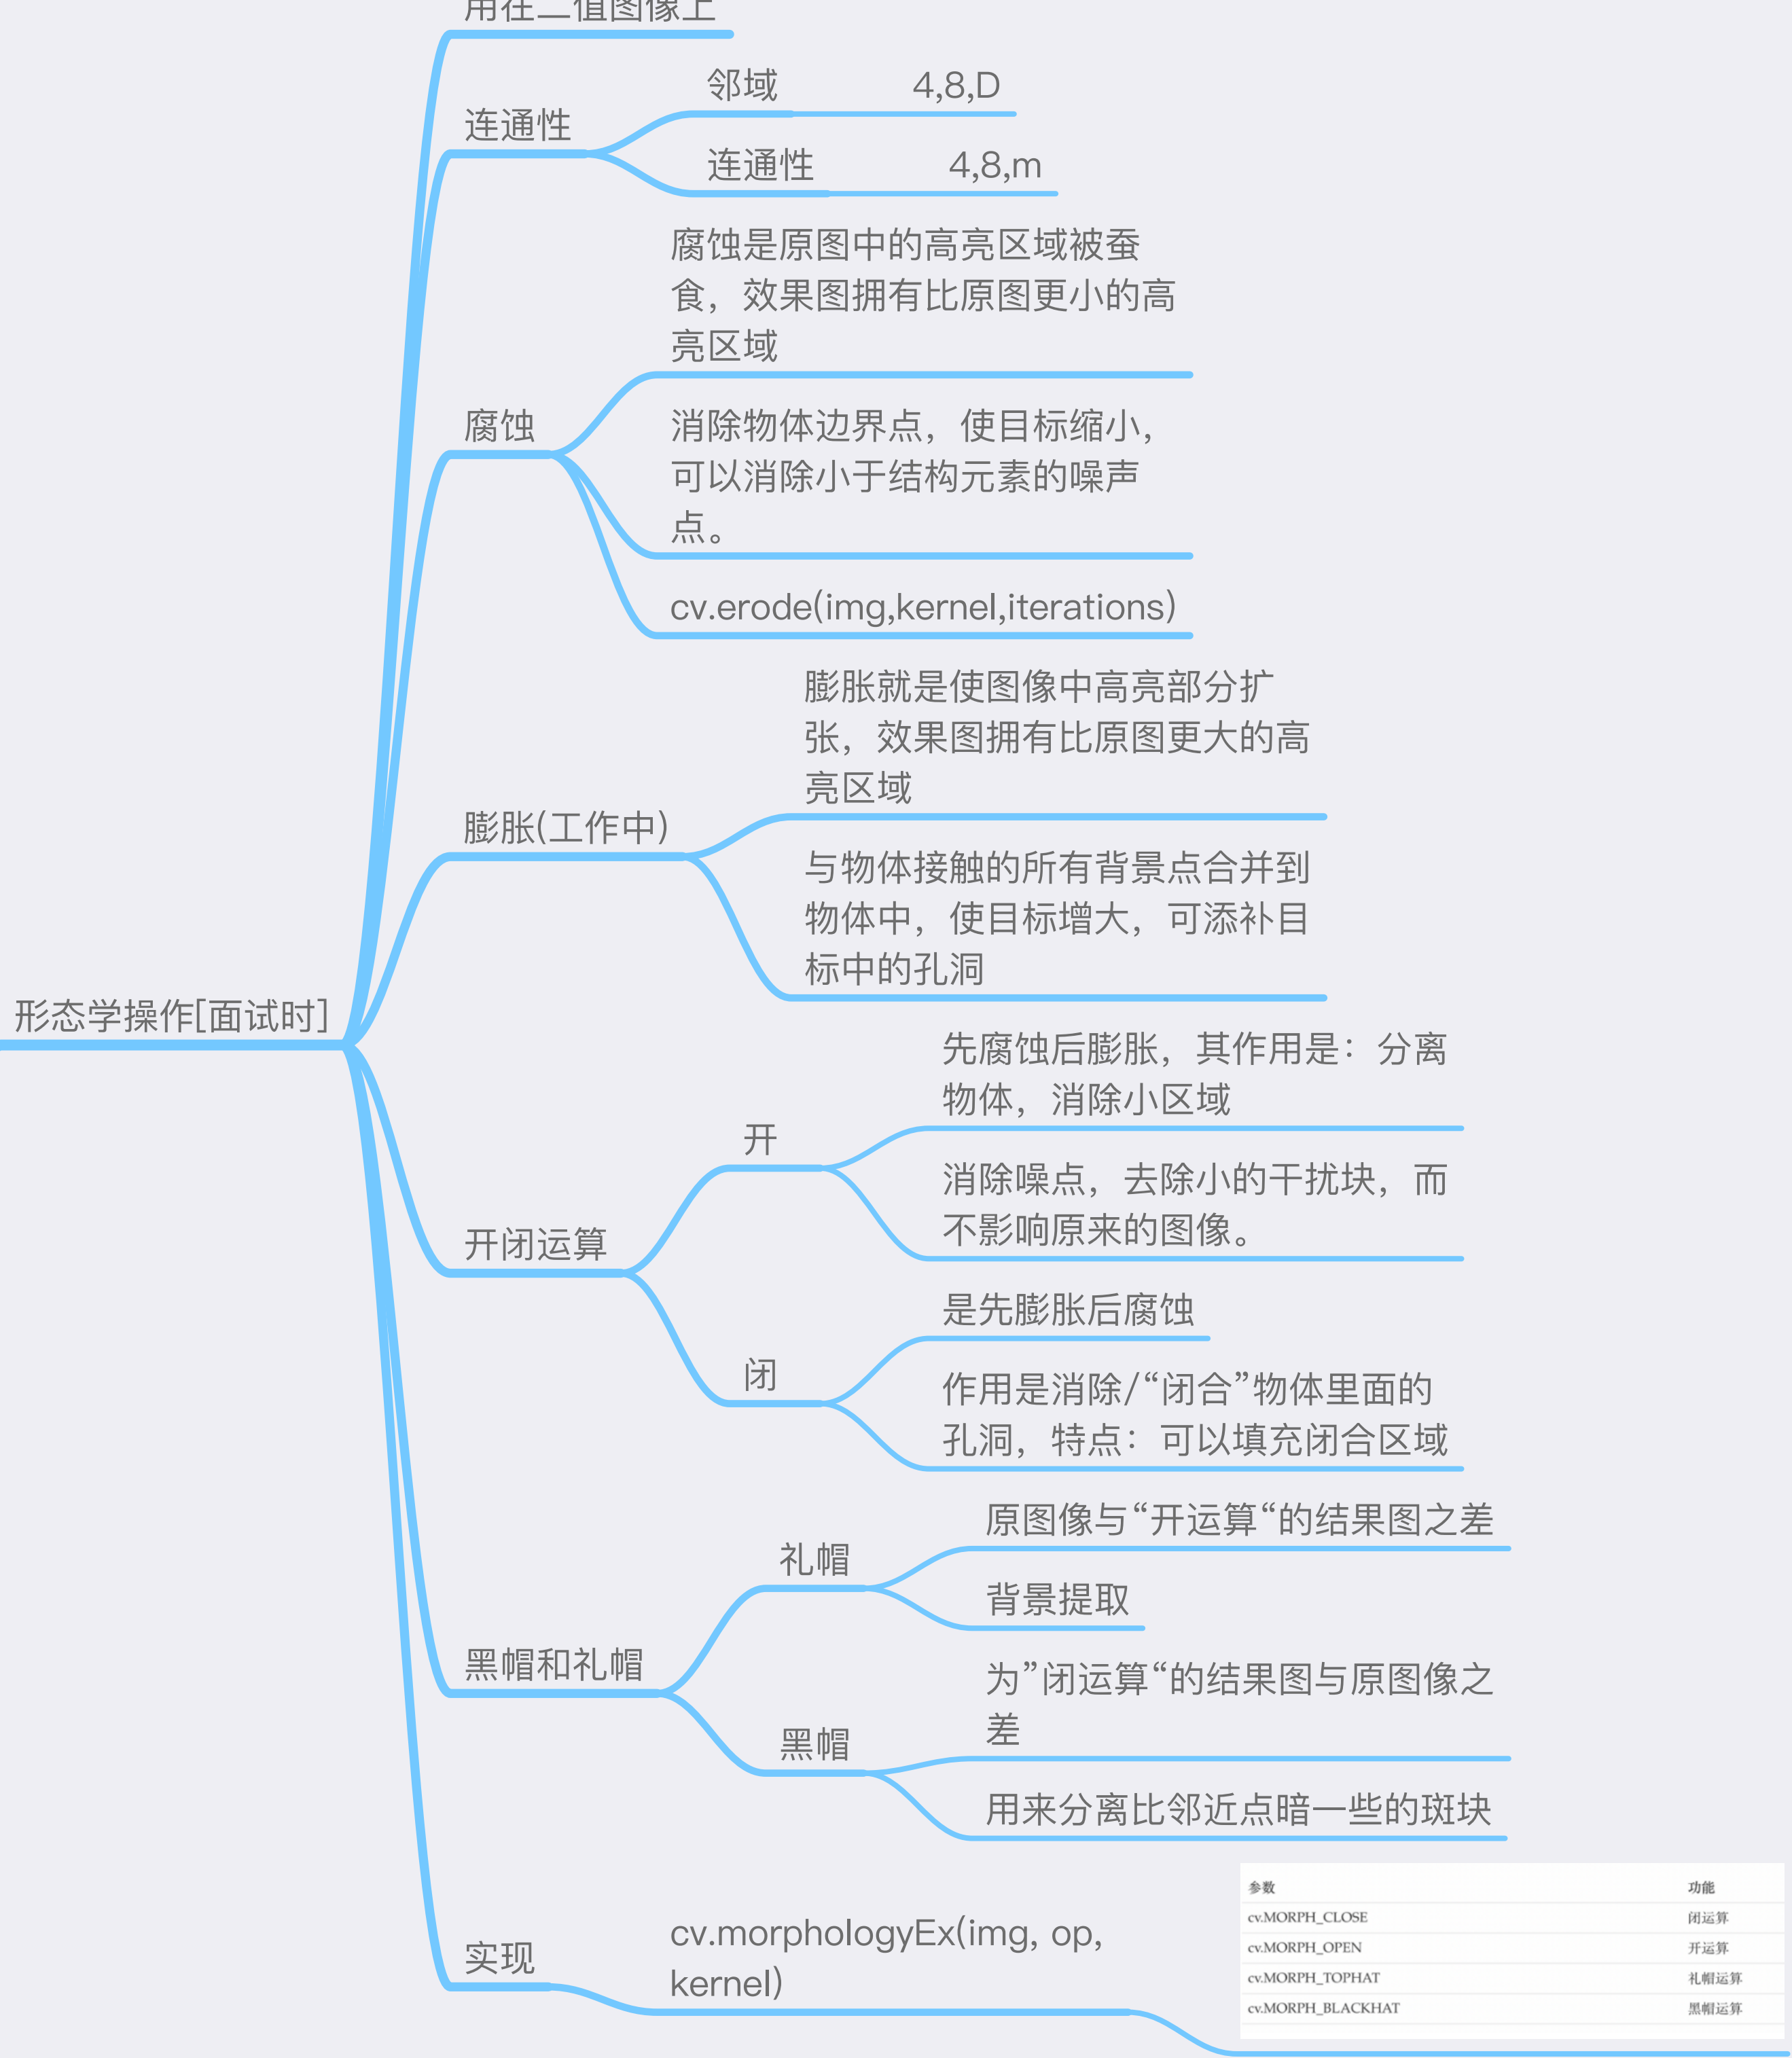 用在二值图像上
连通性
邻域
4,8,D
连通性
4,8,m
腐蚀
腐蚀是原图中的高亮区域被蚕
食，效果图拥有比原图更小的高
亮区域
消除物体边界点，使目标缩小，
可以消除小于结构元素的噪声
点。
cv.erode(img,kernel,iterations)
膨胀(工作中)
膨胀就是使图像中高亮部分扩
张，效果图拥有比原图更大的高
亮区域
与物体接触的所有背景点合并到
物体中，使目标增大，可添补目
标中的孔洞
形态学操作[面试时]
开闭运算
开
先腐蚀后膨胀，其作用是：分离
物体，消除小区域
消除噪点，去除小的干扰块，而
不影响原来的图像。
闭
是先膨胀后腐蚀
作用是消除/“闭合”物体里面的
孔洞，特点：可以填充闭合区域
黑帽和礼帽
礼帽
原图像与“开运算“的结果图之差
背景提取
黑帽
为”闭运算“的结果图与原图像之
差
用来分离比邻近点暗一些的斑块
实现
cv.morphologyEx(img, op,
kernel)
参数 功能
cv.MORPH_CLOSE 闭运算
cv.MORPH_OPEN 开运算
cv.MORPH_TOPHAT 礼帽运算
cv.MORPH_BLACKHAT 黑帽运算